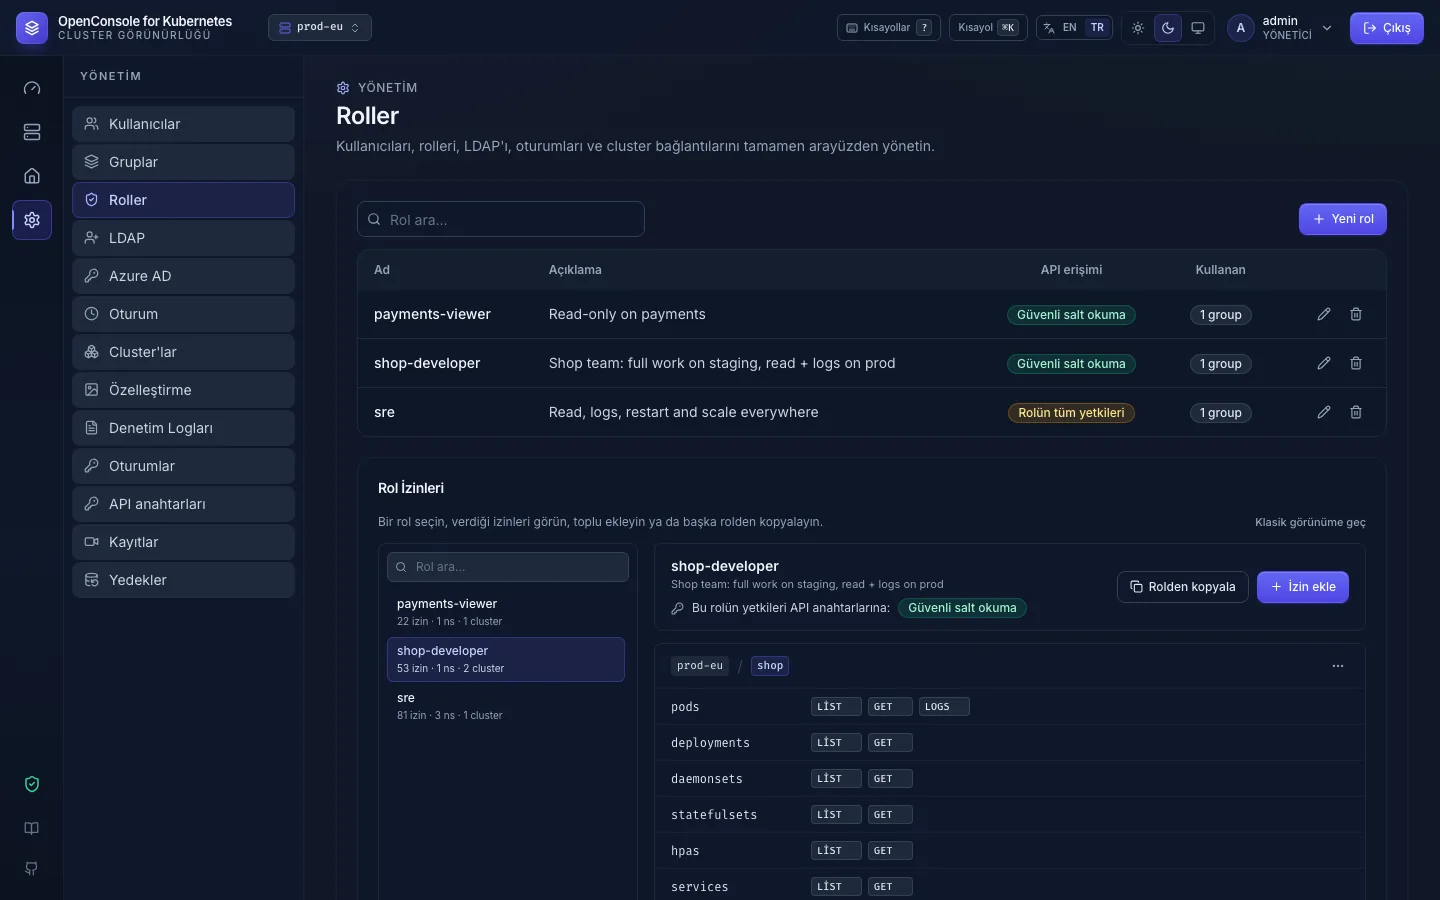 OpenConsole for Kubernetes
CLUSTER GÖRÜNÜRLÜĞÜ
prod-eu
Kısayollar ?
Kısayol ⌘K
EN TR
A
admin
YÖNETİCİ
Çıkış
YÖNETİM
Kullanıcılar
Gruplar
Roller
LDAP
Azure AD
Oturum
Cluster'lar
Özelleştirme
Denetim Logları
Oturumlar
API anahtarları
Kayıtlar
Yedekler
YÖNETİM
Roller
Kullanıcıları, rolleri, LDAP'ı, oturumları ve cluster bağlantılarını tamamen arayüzden yönetin.
Rol ara...
Yeni rol
Ad Açıklama API erişimi Kullanan
payments-viewer Read-only on payments Güvenli salt okuma 1 group
shop-developer Shop team: full work on staging, read + logs on prod Güvenli salt okuma 1 group
sre Read, logs, restart and scale everywhere Rolün tüm yetkileri 1 group
Rol İzinleri
Bir rol seçin, verdiği izinleri görün, toplu ekleyin ya da başka rolden kopyalayın.
Klasik görünüme geç
Rol ara...
payments-viewer
22 izin · 1 ns · 1 cluster
shop-developer
53 izin · 1 ns · 2 cluster
sre
81 izin · 3 ns · 1 cluster
shop-developer
Shop team: full work on staging, read + logs on prod
Bu rolün yetkileri API anahtarlarına: Güvenli salt okuma
Rolden kopyala
İzin ekle
prod-eu / shop
pods LİST GET LOGS
deployments LİST GET
daemonsets LİST GET
statefulsets LİST GET
hpas LİST GET
services LİST GET